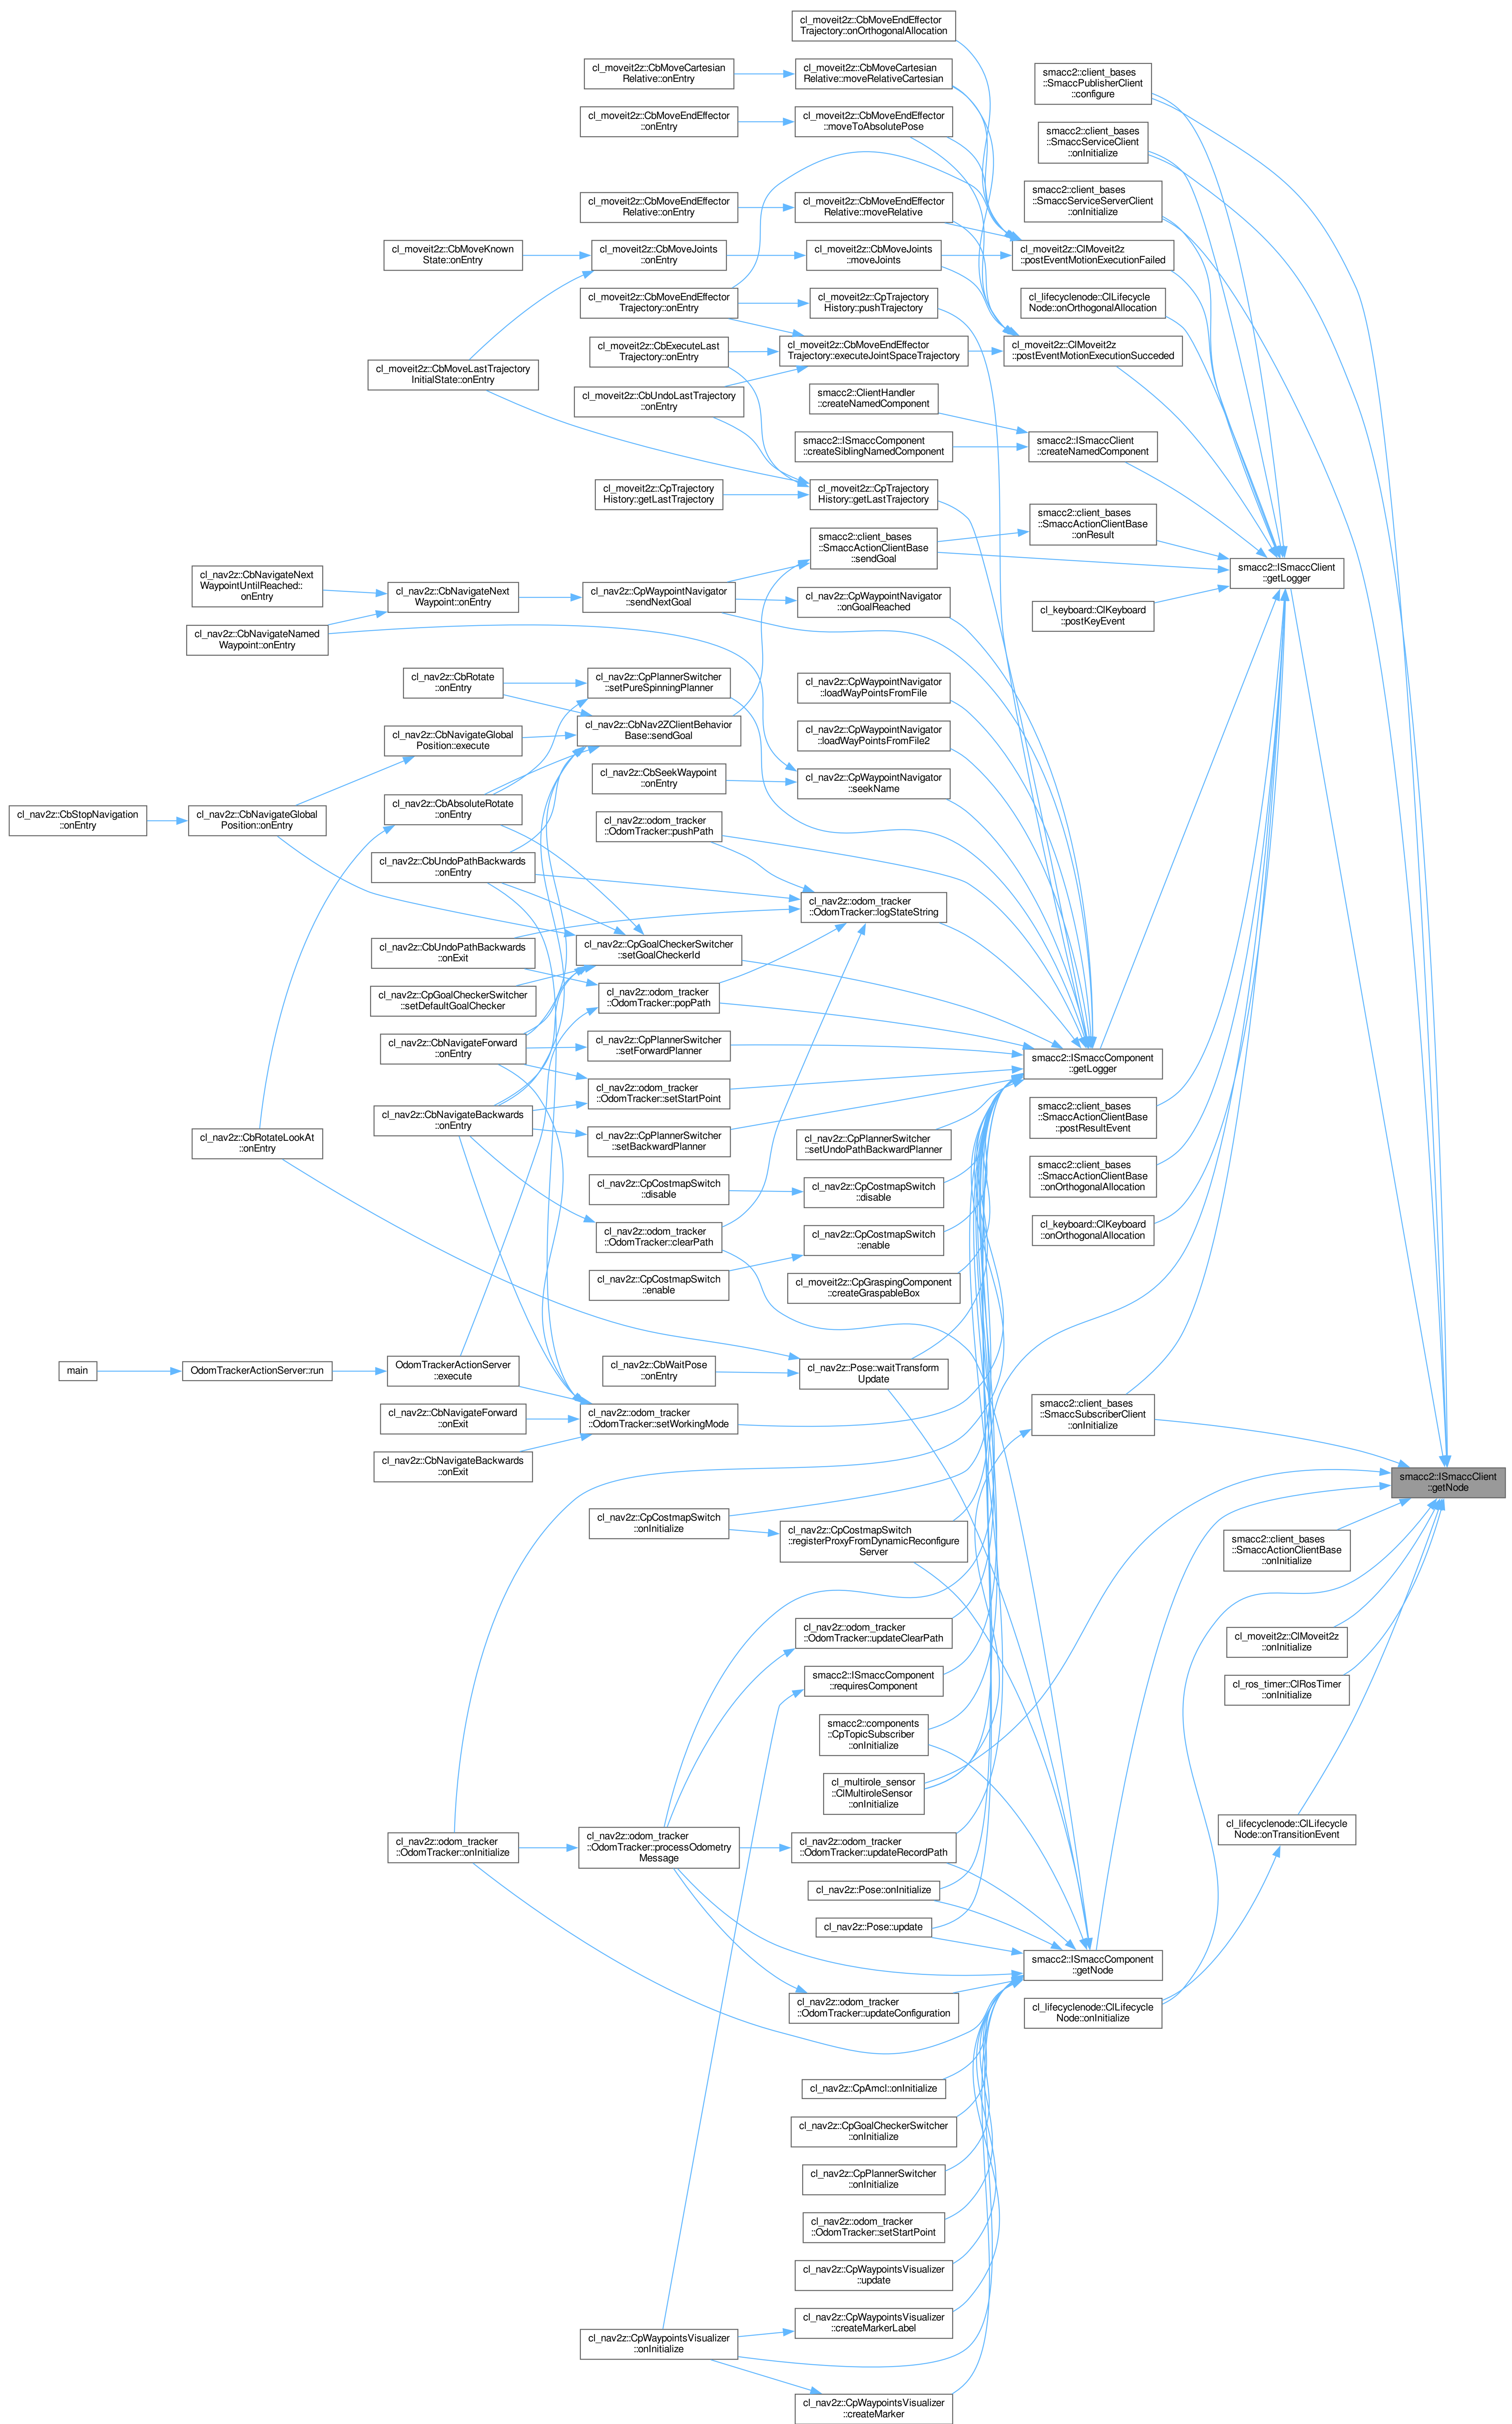 cl_moveit2z::CbMoveEndEffector
Trajectory::onOrthogonalAllocation
cl_moveit2z::CbMoveCartesian
Relative::onEntry
cl_moveit2z::CbMoveCartesian
Relative::moveRelativeCartesian
smacc2::client_bases
::SmaccPublisherClient
::configure
cl_moveit2z::CbMoveEndEffector
::onEntry
cl_moveit2z::CbMoveEndEffector
::moveToAbsolutePose
smacc2::client_bases
::SmaccServiceClient
::onInitialize
cl_moveit2z::CbMoveEndEffector
Relative::onEntry
cl_moveit2z::CbMoveEndEffector
Relative::moveRelative
smacc2::client_bases
::SmaccServiceServerClient
::onInitialize
cl_moveit2z::CbMoveKnown
State::onEntry
cl_moveit2z::CbMoveJoints
::onEntry
cl_moveit2z::CbMoveJoints
::moveJoints
cl_moveit2z::ClMoveit2z
::postEventMotionExecutionFailed
cl_moveit2z::CbMoveEndEffector
Trajectory::onEntry
cl_moveit2z::CpTrajectory
History::pushTrajectory
cl_lifecyclenode::ClLifecycle
Node::onOrthogonalAllocation
cl_moveit2z::CbExecuteLast
Trajectory::onEntry
cl_moveit2z::CbMoveEndEffector
Trajectory::executeJointSpaceTrajectory
cl_moveit2z::ClMoveit2z
::postEventMotionExecutionSucceded
cl_moveit2z::CbMoveLastTrajectory
InitialState::onEntry
cl_moveit2z::CbUndoLastTrajectory
::onEntry
smacc2::ClientHandler
::createNamedComponent
smacc2::ISmaccComponent
::createSiblingNamedComponent
smacc2::ISmaccClient
::createNamedComponent
cl_moveit2z::CpTrajectory
History::getLastTrajectory
cl_moveit2z::CpTrajectory
History::getLastTrajectory
smacc2::client_bases
::SmaccActionClientBase
::onResult
smacc2::client_bases
::SmaccActionClientBase
::sendGoal
smacc2::ISmaccClient
::getLogger
cl_nav2z::CbNavigateNext
WaypointUntilReached::
onEntry
cl_nav2z::CbNavigateNext
Waypoint::onEntry
cl_nav2z::CpWaypointNavigator
::sendNextGoal
cl_nav2z::CpWaypointNavigator
::onGoalReached
cl_keyboard::ClKeyboard
::postKeyEvent
cl_nav2z::CbNavigateNamed
Waypoint::onEntry
cl_nav2z::CbRotate
::onEntry
cl_nav2z::CpPlannerSwitcher
::setPureSpinningPlanner
cl_nav2z::CpWaypointNavigator
::loadWayPointsFromFile
cl_nav2z::CbNavigateGlobal
Position::execute
cl_nav2z::CbNav2ZClientBehavior
Base::sendGoal
cl_nav2z::CpWaypointNavigator
::loadWayPointsFromFile2
cl_nav2z::CbSeekWaypoint
::onEntry
cl_nav2z::CpWaypointNavigator
::seekName
cl_nav2z::CbStopNavigation
::onEntry
cl_nav2z::CbNavigateGlobal
Position::onEntry
cl_nav2z::CbAbsoluteRotate
::onEntry
cl_nav2z::odom_tracker
::OdomTracker::pushPath
cl_nav2z::CbUndoPathBackwards
::onEntry
cl_nav2z::odom_tracker
::OdomTracker::logStateString
cl_nav2z::CbUndoPathBackwards
::onExit
cl_nav2z::CpGoalCheckerSwitcher
::setGoalCheckerId
cl_nav2z::CpGoalCheckerSwitcher
::setDefaultGoalChecker
cl_nav2z::odom_tracker
::OdomTracker::popPath
cl_nav2z::CbNavigateForward
::onEntry
cl_nav2z::CpPlannerSwitcher
::setForwardPlanner
smacc2::ISmaccComponent
::getLogger
cl_nav2z::odom_tracker
::OdomTracker::setStartPoint
cl_nav2z::CbRotateLookAt
::onEntry
cl_nav2z::CbNavigateBackwards
::onEntry
cl_nav2z::CpPlannerSwitcher
::setBackwardPlanner
cl_nav2z::CpPlannerSwitcher
::setUndoPathBackwardPlanner
smacc2::client_bases
::SmaccActionClientBase
::postResultEvent
cl_nav2z::CpCostmapSwitch
::disable
cl_nav2z::CpCostmapSwitch
::disable
smacc2::client_bases
::SmaccActionClientBase
::onOrthogonalAllocation
cl_nav2z::odom_tracker
::OdomTracker::clearPath
cl_nav2z::CpCostmapSwitch
::enable
cl_keyboard::ClKeyboard
::onOrthogonalAllocation
cl_nav2z::CpCostmapSwitch
::enable
cl_moveit2z::CpGraspingComponent
::createGraspableBox
main
OdomTrackerActionServer::run
OdomTrackerActionServer
::execute
cl_nav2z::CbWaitPose
::onEntry
cl_nav2z::Pose::waitTransform
Update
cl_nav2z::CbNavigateForward
::onExit
cl_nav2z::odom_tracker
::OdomTracker::setWorkingMode
smacc2::client_bases
::SmaccSubscriberClient
::onInitialize
cl_nav2z::CbNavigateBackwards
::onExit
smacc2::ISmaccClient
::getNode
cl_nav2z::CpCostmapSwitch
::onInitialize
cl_nav2z::CpCostmapSwitch
::registerProxyFromDynamicReconfigure
Server
smacc2::client_bases
::SmaccActionClientBase
::onInitialize
cl_nav2z::odom_tracker
::OdomTracker::updateClearPath
cl_moveit2z::ClMoveit2z
::onInitialize
smacc2::ISmaccComponent
::requiresComponent
cl_ros_timer::ClRosTimer
::onInitialize
smacc2::components
::CpTopicSubscriber
::onInitialize
cl_multirole_sensor
::ClMultiroleSensor
::onInitialize
cl_lifecyclenode::ClLifecycle
Node::onTransitionEvent
cl_nav2z::odom_tracker
::OdomTracker::onInitialize
cl_nav2z::odom_tracker
::OdomTracker::processOdometry
Message
cl_nav2z::odom_tracker
::OdomTracker::updateRecordPath
cl_nav2z::Pose::onInitialize
cl_nav2z::Pose::update
smacc2::ISmaccComponent
::getNode
cl_nav2z::odom_tracker
::OdomTracker::updateConfiguration
cl_lifecyclenode::ClLifecycle
Node::onInitialize
cl_nav2z::CpAmcl::onInitialize
cl_nav2z::CpGoalCheckerSwitcher
::onInitialize
cl_nav2z::CpPlannerSwitcher
::onInitialize
cl_nav2z::odom_tracker
::OdomTracker::setStartPoint
cl_nav2z::CpWaypointsVisualizer
::update
cl_nav2z::CpWaypointsVisualizer
::createMarkerLabel
cl_nav2z::CpWaypointsVisualizer
::onInitialize
cl_nav2z::CpWaypointsVisualizer
::createMarker